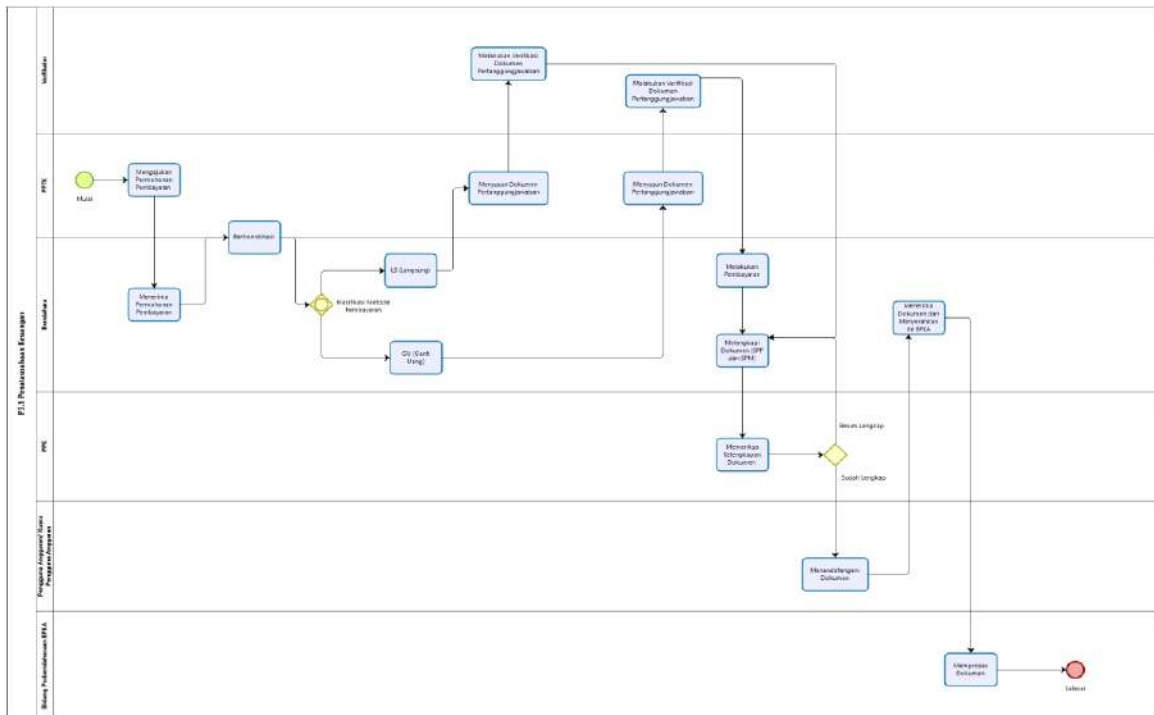 P3.1 Penatausahaan Keuangan
Verifikator
PPTK
Bendahara
PPK
Pengguna Anggaran/ Kuasa
Pengguna Anggaran
Bidang Perbendaharaan BPKA
Mulai
Mengajukan
Permohonan
Pembayaran
Menerima
Permohonan
Pembayaran
Berkoordinasi
Klasifikasi Metode
Pembayaran
LS (Langsung)
GU (Ganti
Uang)
Menyusun Dokumen
Pertanggungjawaban
Melakukan Verifikasi
Dokumen
Pertanggungjawaban
Menyusun Dokumen
Pertanggungjawaban
Melakukan Verifikasi
Dokumen
Pertanggungjawaban
Melakukan
Pembayaran
Melengkapi
Dokumen (SPP
dan SPM)
Memeriksa
Kelengkapan
Dokumen
Belum Lengkap
Sudah Lengkap
Menandatangani
Dokumen
Menerima
Dokumen dan
Menyerahkan
ke BPKA
Memproses
Dokumen
Selesai